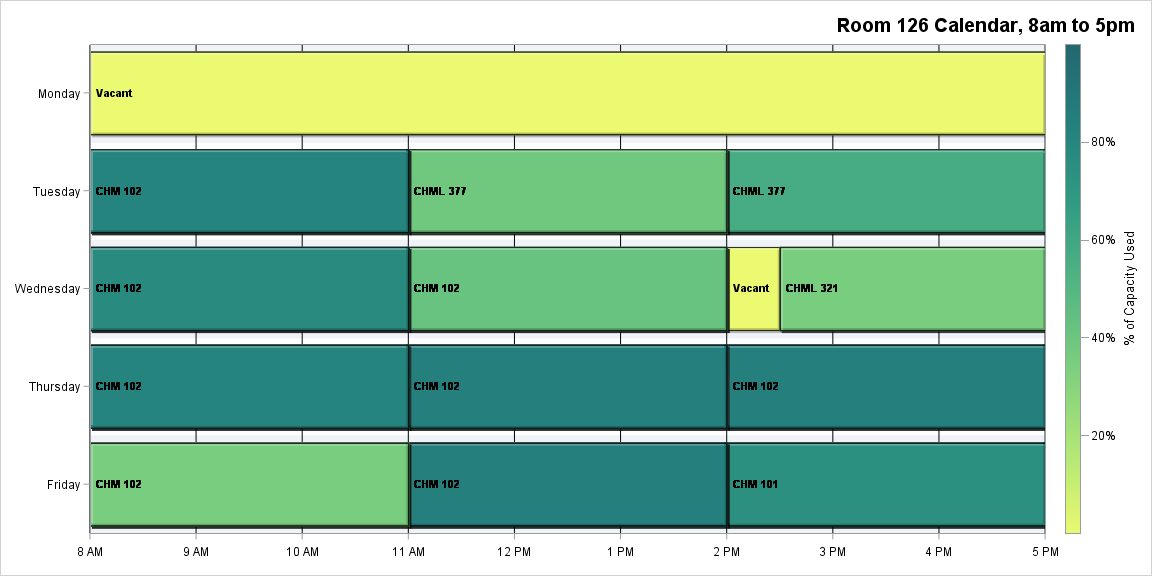 Room 126 Calendar, 8am to 5pm
Monday
Vacant
Tuesday
CHM 102
CHML 377
CHML 377
Wednesday
CHM 102
CHM 102
Vacant
CHML 321
Thursday
CHM 102
CHM 102
CHM 102
Friday
CHM 102
CHM 102
CHM 101
8 AM
9 AM
10 AM
11 AM
12 PM
1 PM
2 PM
3 PM
4 PM
5 PM
80%
60%
40%
20%
% of Capacity Used